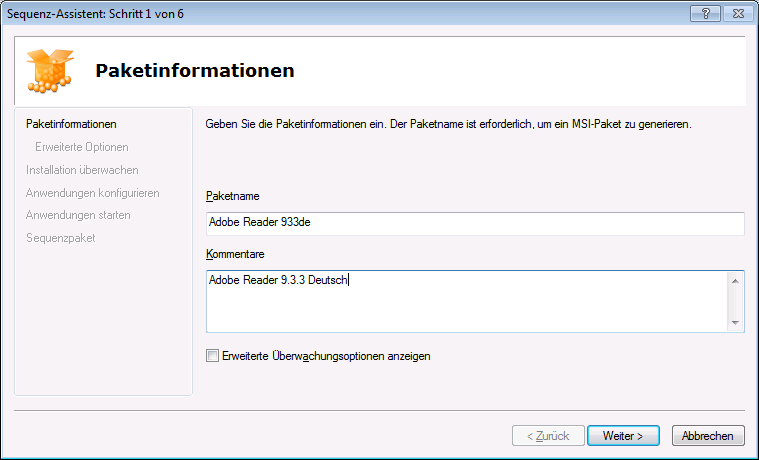 Sequenz-Assistent: Schritt 1 von 6
Paketinformationen
Paketinformationen
Erweiterte Optionen
Installation überwachen
Anwendungen konfigurieren
Anwendungen starten
Sequenzpaket
Geben Sie die Paketinformationen ein. Der Paketname ist erforderlich, um ein MSI-Paket zu generieren.
Paketname
Adobe Reader 933de
Kommentare
Adobe Reader 9.3.3 Deutsch
Erweiterte Überwachungsoptionen anzeigen
< Zurück
Weiter >
Abbrechen